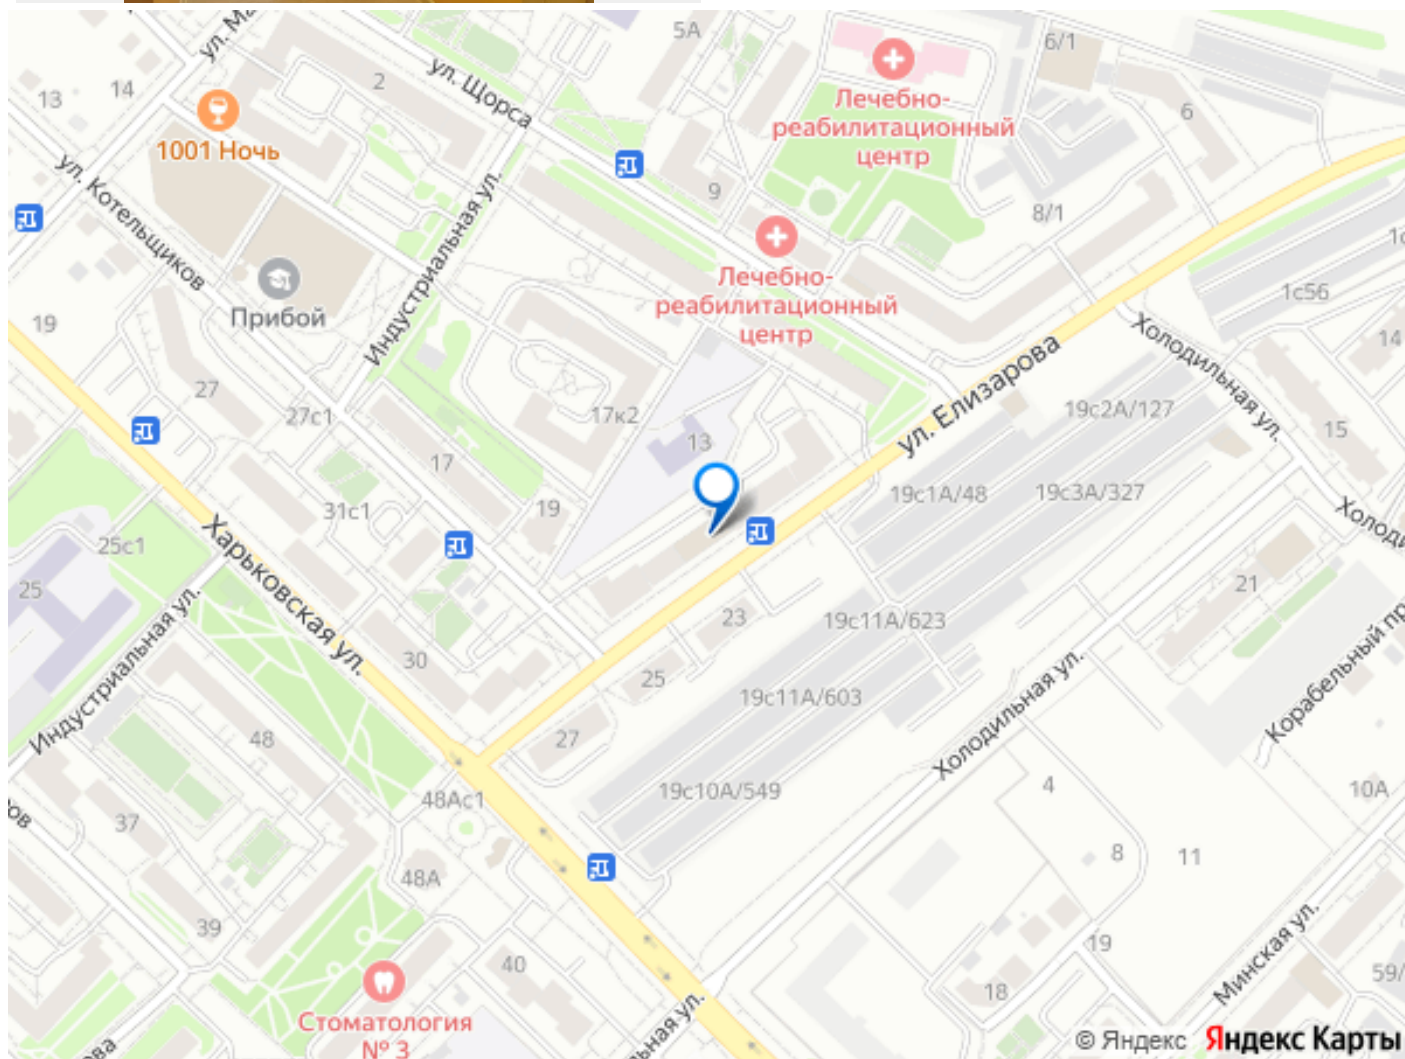 5А
6/1
ул. Щорса
2
14
13
Лечебно-
реабилитационный
центр
6
1001 Ночь
ул. Котельщиков
9
8/1
Индустриальная ул.
Лечебно-
реабилитационный
центр
1с56
Прибой
19
Холодильная ул.
14
ул. Елизарова
27
27с1
17к2
19с2А/127
15
13
17
19с1А/48
19с3А/327
19
31с1
25с1
Харьковская ул.
25
21
23
19с11А/623
Индустриальная ул.
30
25
19с11А/603
Холодильная ул.
48
27
19с10А/549
4
10А
48Ас1
37
8
11
48А
39
Минская ул.
19
40
18
59/
Стоматология
№ 3
© Яндекс Яндекс Карты